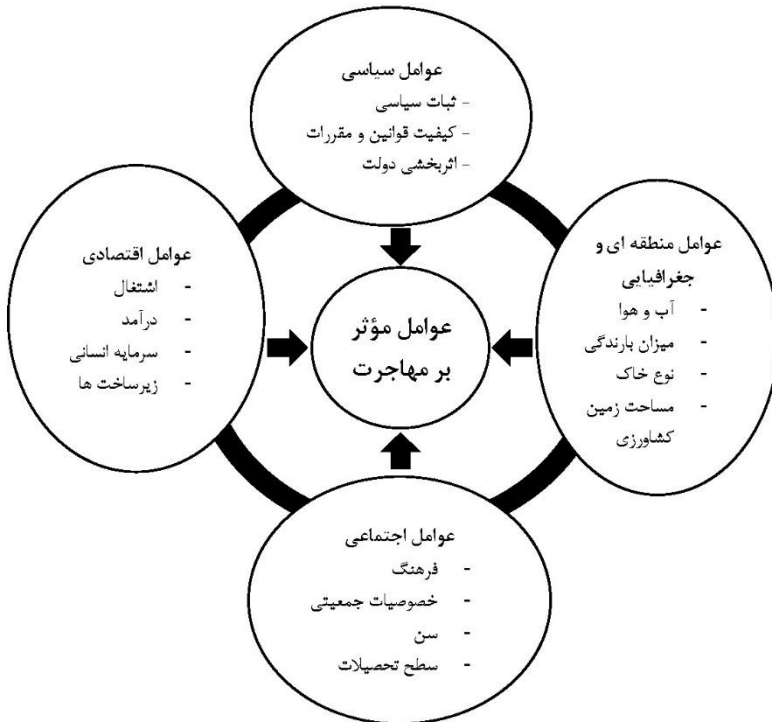 عوامل سیاسی
- ثبات سیاسی
- کیفیت قوانین و مقررات
- اثربخشی دولت
عوامل منطقه ای و
جغرافیایی
- آب و هوا
- میزان بارندگی
- نوع خاک
- مساحت زمین
کشاورزی
عوامل مؤثر
بر مهاجرت
عوامل اقتصادی
- اشتغال
- درآمد
- سرمایه انسانی
- زیرساخت ها
عوامل اجتماعی
- فرهنگ
- خصوصیات جمعیتی
- سن
- سطح تحصیلات